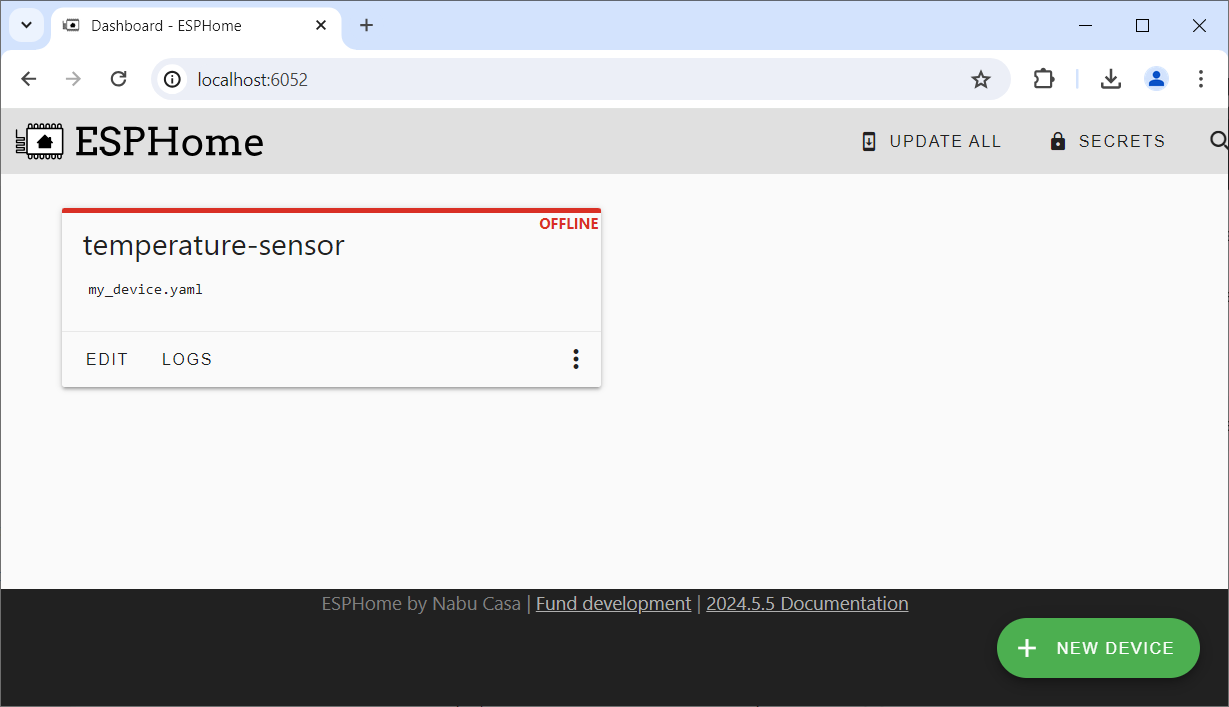 Dashboard - ESPHome
localhost:6052
ESPHome
UPDATE ALL
SECRETS
OFFLINE
temperature-sensor
my_device.yaml
EDIT
LOGS
ESPHome by Nabu Casa | Fund development | 2024.5.5 Documentation
NEW DEVICE